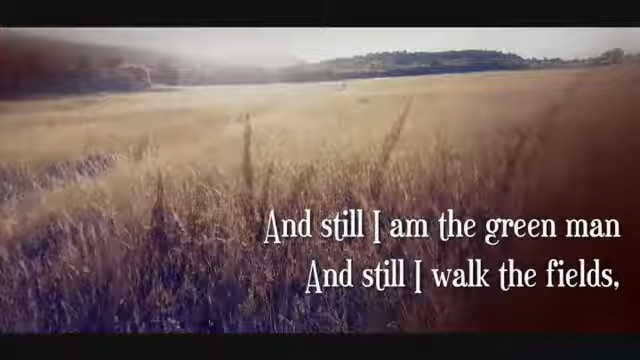 And still I am the green man
And still I walk the fields,